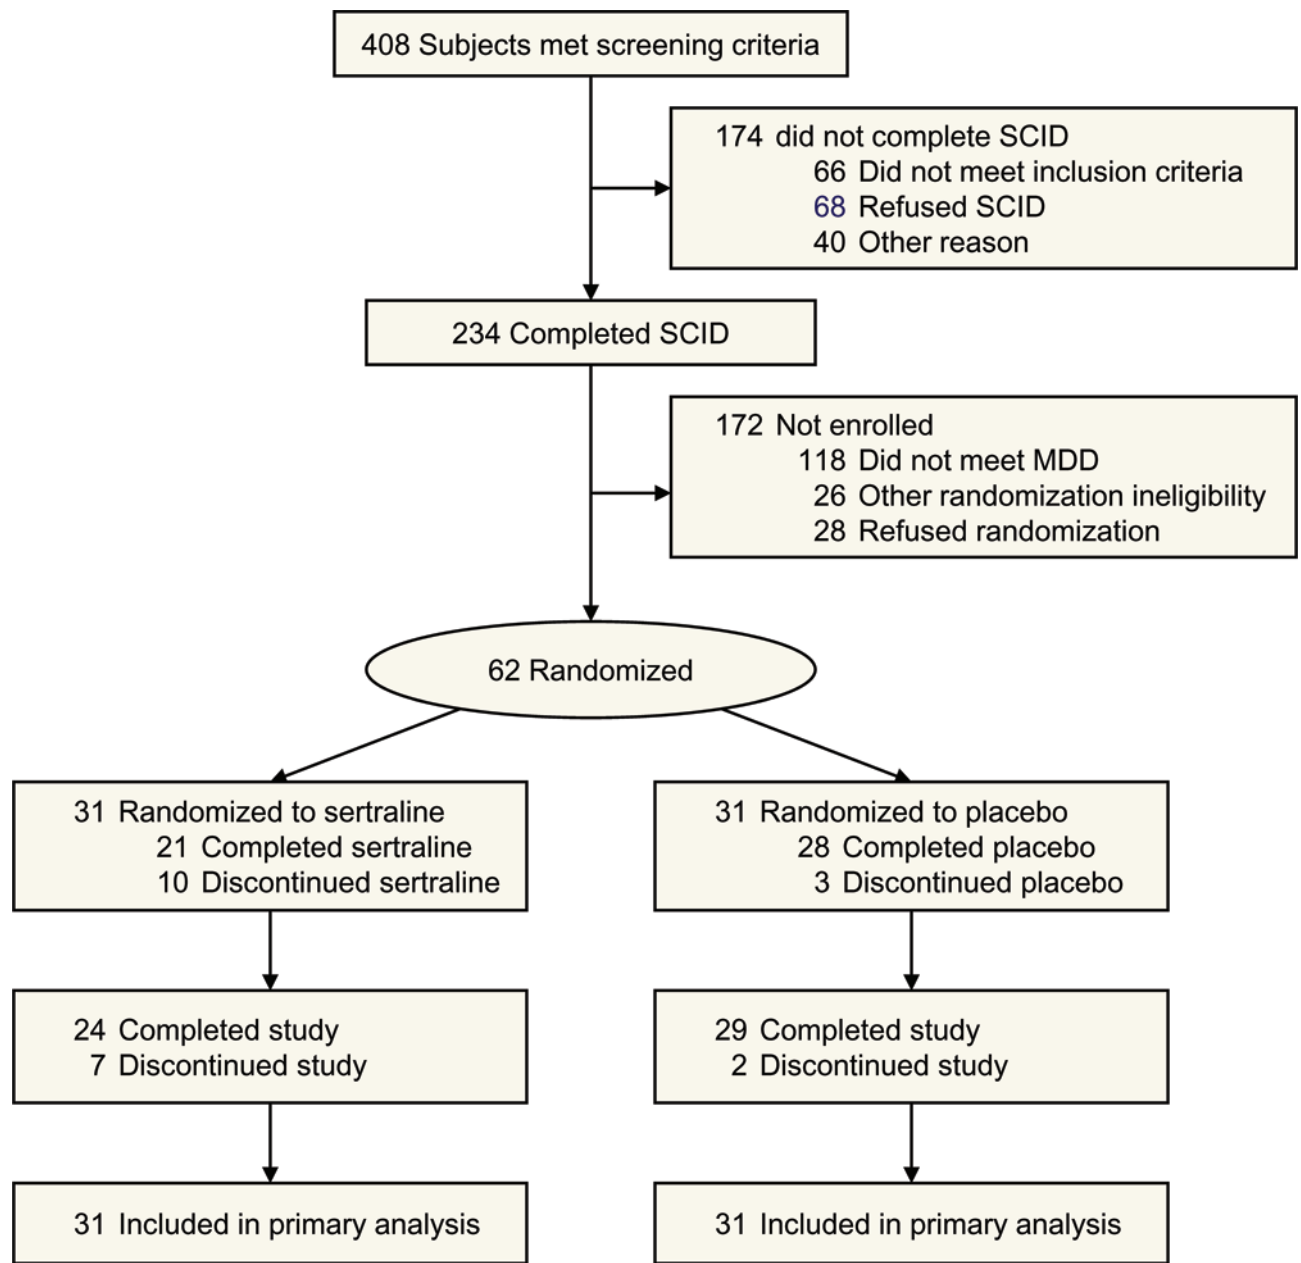 408 Subjects met screening criteria
174 did not complete SCID
66 Did not meet inclusion criteria
68 Refused SCID
40 Other reason
234 Completed SCID
172 Not enrolled
118 Did not meet MDD
26 Other randomization ineligibility
28 Refused randomization
62 Randomized
31 Randomized to sertraline
21 Completed sertraline
10 Discontinued sertraline
31 Randomized to placebo
28 Completed placebo
3 Discontinued placebo
24 Completed study
7 Discontinued study
29 Completed study
2 Discontinued study
31 Included in primary analysis
31 Included in primary analysis